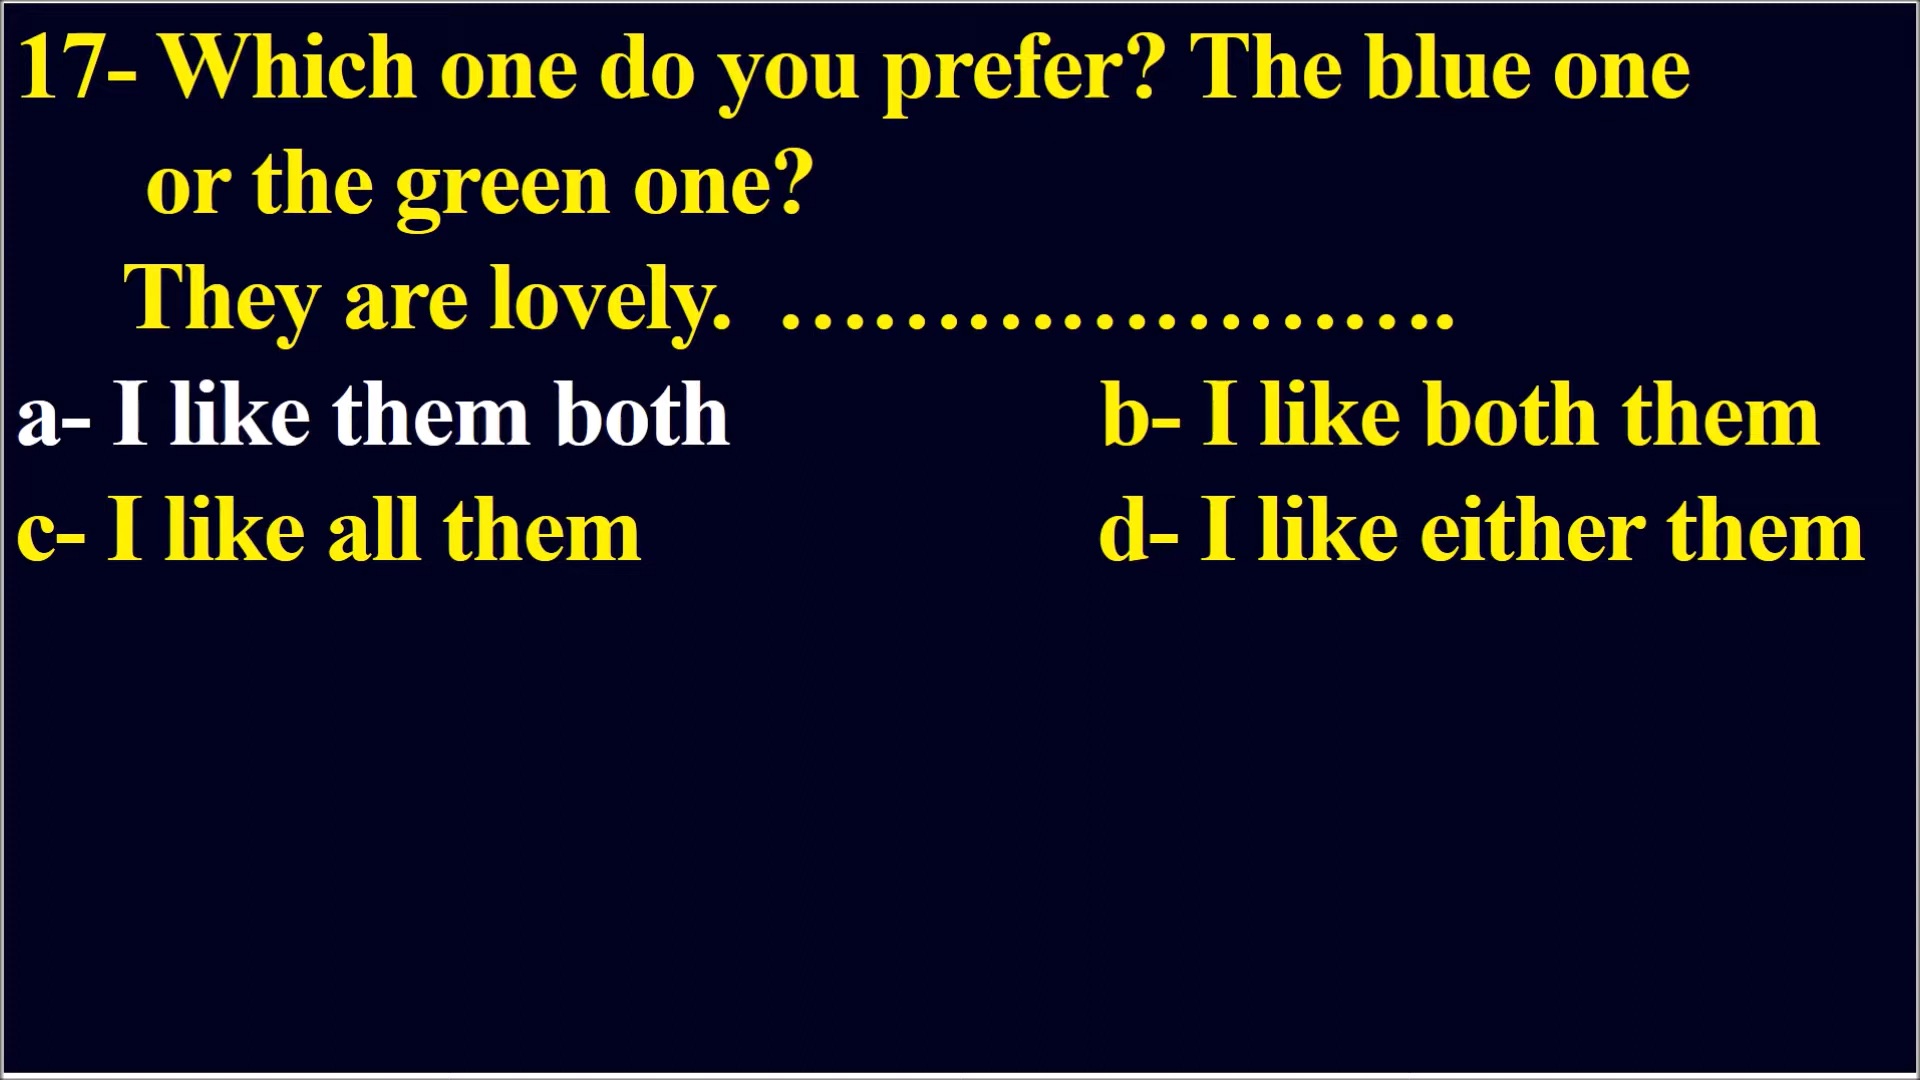 17- Which one do you prefer? The blue one
or the green one?
They are lovely. ......................
a- I like them both b- I like both them
c- I like all them d- I like either them